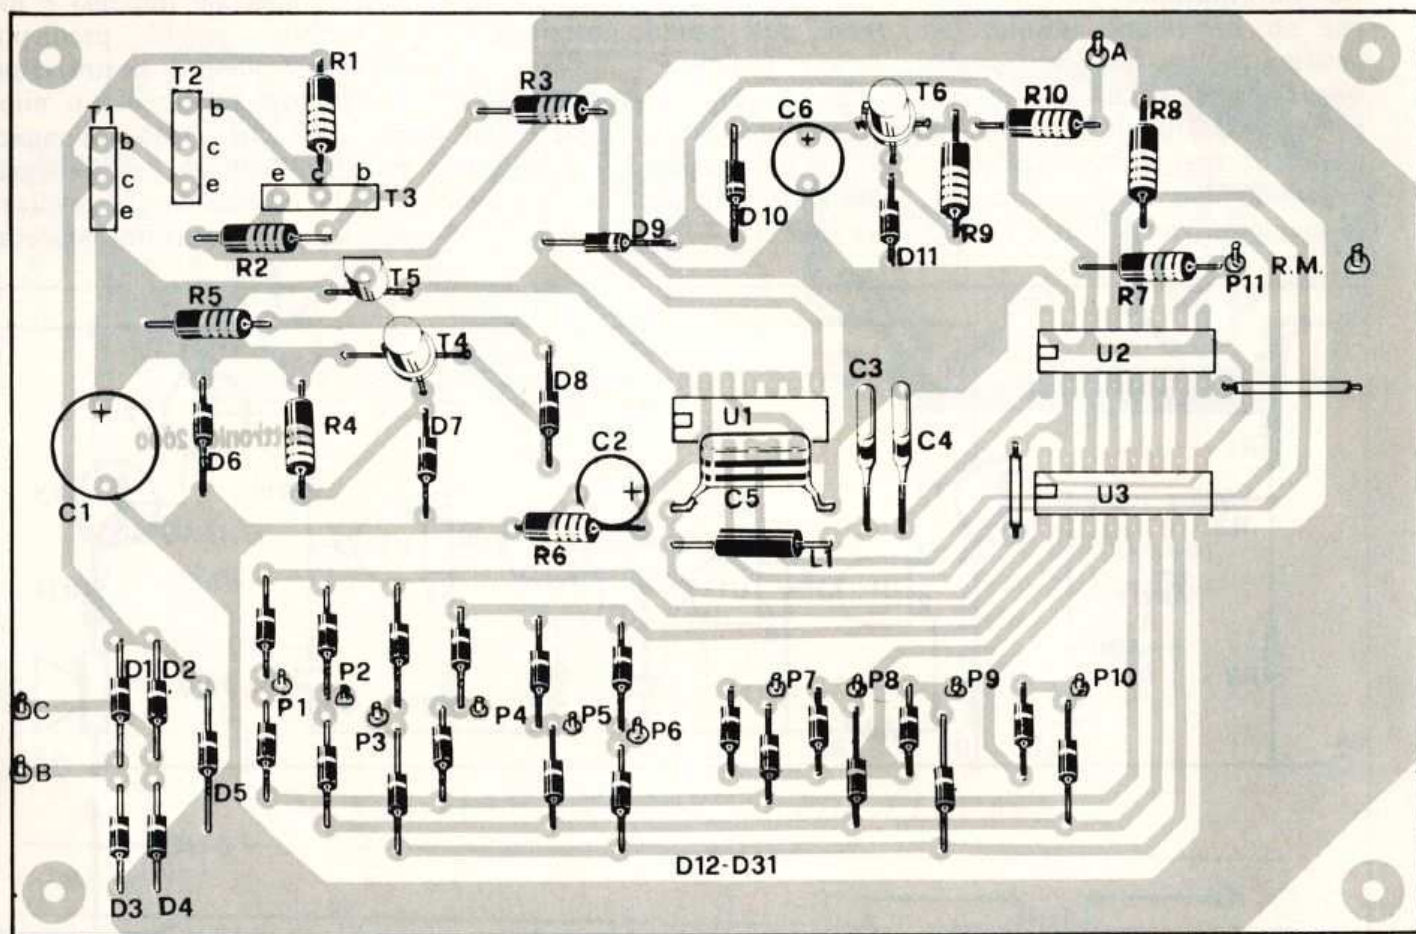 A
R1
T2
R3
T6
R10
C6
R8
T1
b
b
+
c
c
e
c
b
e
e
T3
D10
R9
D9
D11
R2
T5
R7
P11
R.M.
R5
T4
U2
D8
C3
+
U1
R4
D7
C4
D6
C2
+
C1
C5
U3
R6
L1
D1
D2
P2
P7
P8
P9
P10
C
P1
P4
P5
P6
P3
B
D5
D12-D31
D3
D4